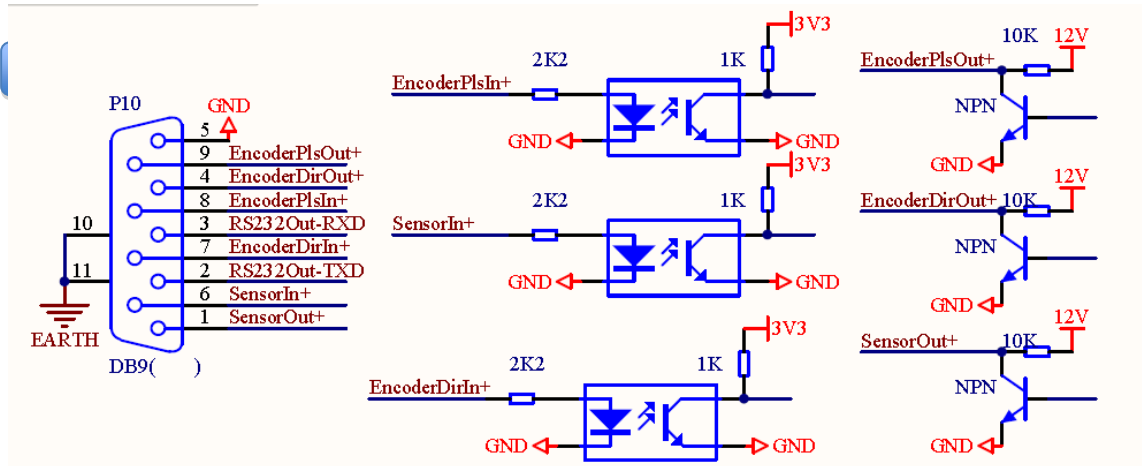 P10
GND
5
9 EncoderPlsOut+
4 EncoderDirOut+
8 EncoderPlsIn+
10
3 RS232Out-RXD
7 EncoderDirIn+
11
2 RS232Out-TXD
6 SensorIn+
1 SensorOut+
EARTH
DB9( )
3V3
2K2 1K
EncoderPlsIn+
GND GND
3V3
2K2 1K
SensorIn+
GND GND
3V3
2K2 1K
EncoderDirIn+
GND GND
10K 12V
EncoderPlsOut+
NPN
GND
12V
EncoderDirOut+ 10K
NPN
GND
12V
SensorOut+ 10K
NPN
GND